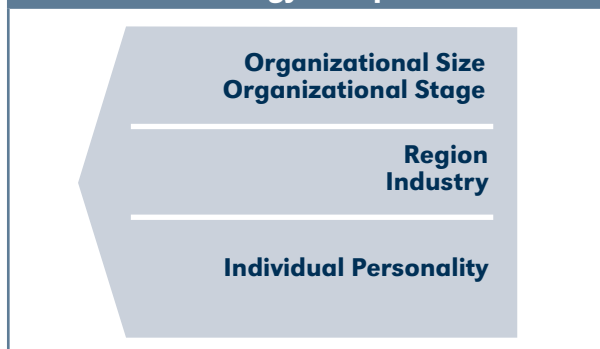 Organizational Size
Organizational Stage
Region
Industry
Individual Personality